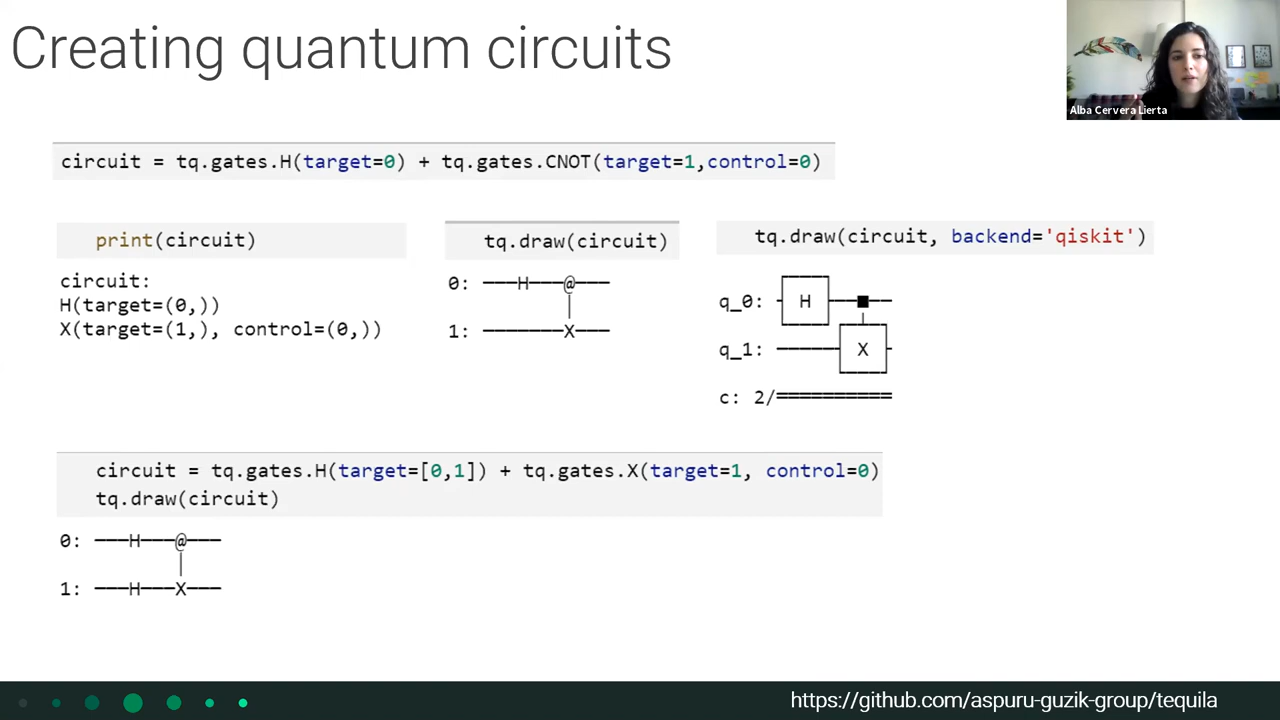 Creating quantum circuits
Alba Cervera Lierta
circuit = tq.gates.H(target=0) + tq.gates.CNOT(target=1,control=0)
print(circuit)
circuit:
H(target=(0,))
X(target=(1,), control=(0,))
tq.draw(circuit)
0: ───H───@───
          │
1: ───────X───
tq.draw(circuit, backend='qiskit')
     ┌───┐
q_0: ┤ H ├──■──
     └───┘┌─┴─┐
q_1: ─────┤ X ├
          └───┘
c: 2/══════════
circuit = tq.gates.H(target=[0,1]) + tq.gates.X(target=1, control=0)
tq.draw(circuit)
0: ───H───@───
          │
1: ───H───X───
https://github.com/aspuru-guzik-group/tequila